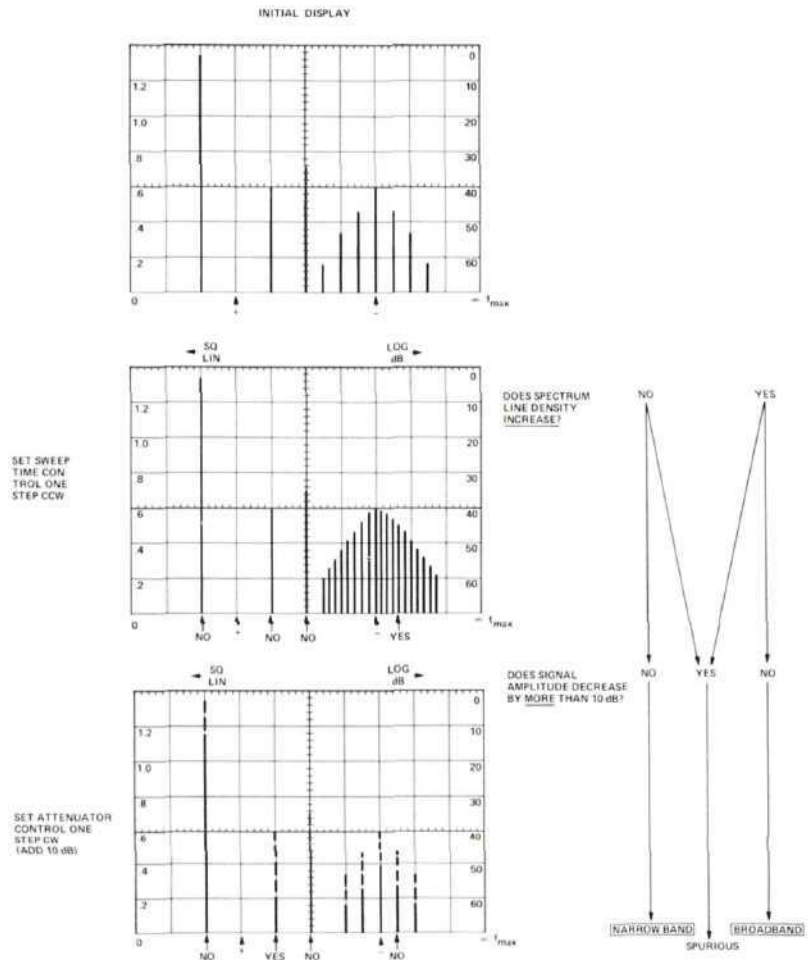 INITIAL DISPLAY
0
1.2
10
1.0
20
.8
30
.6
40
.4
50
.2
60
0
+
-
∞ fmax
SQ
LIN
LOG
dB
0
1.2
10
1.0
20
.8
30
.6
40
.4
50
.2
60
0
NO
+
NO
NO
-
YES
∞ fmax
SET SWEEP
TIME CON
TROL ONE
STEP CCW
DOES SPECTRUM
LINE DENSITY
INCREASE?
NO
YES
SQ
LIN
LOG
dB
0
1.2
10
1.0
20
.8
30
.6
40
.4
50
.2
60
0
NO
+
YES
NO
-
NO
∞ fmax
SET ATTENUATOR
CONTROL ONE
STEP CW
(ADD 10 dB)
DOES SIGNAL
AMPLITUDE DECREASE
BY MORE THAN 10 dB?
NO
YES
NO
NARROW BAND
BROADBAND
SPURIOUS